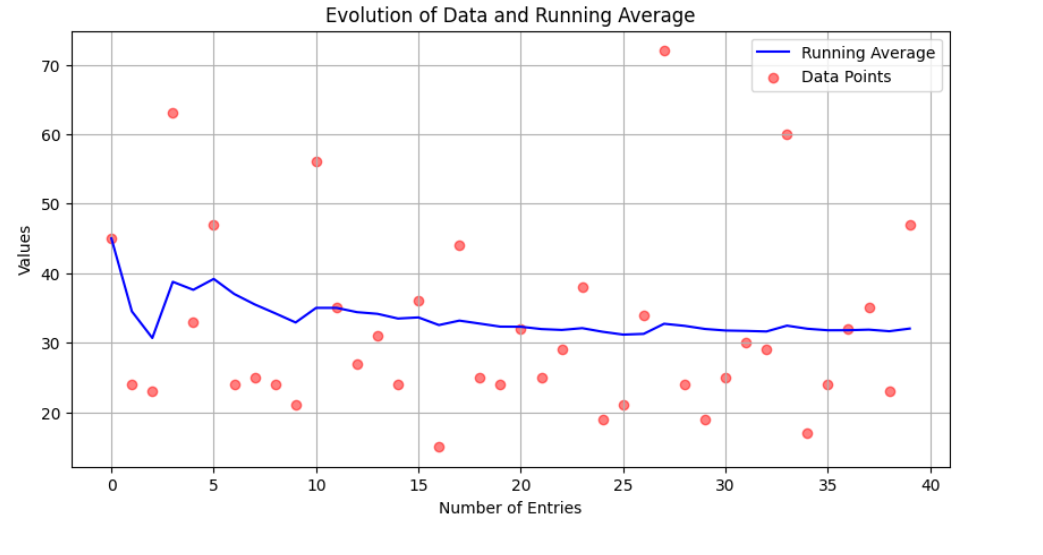 Evolution of Data and Running Average
Running Average
Data Points
70
60
50
40
30
20
Values
0 5 10 15 20 25 30 35 40
Number of Entries